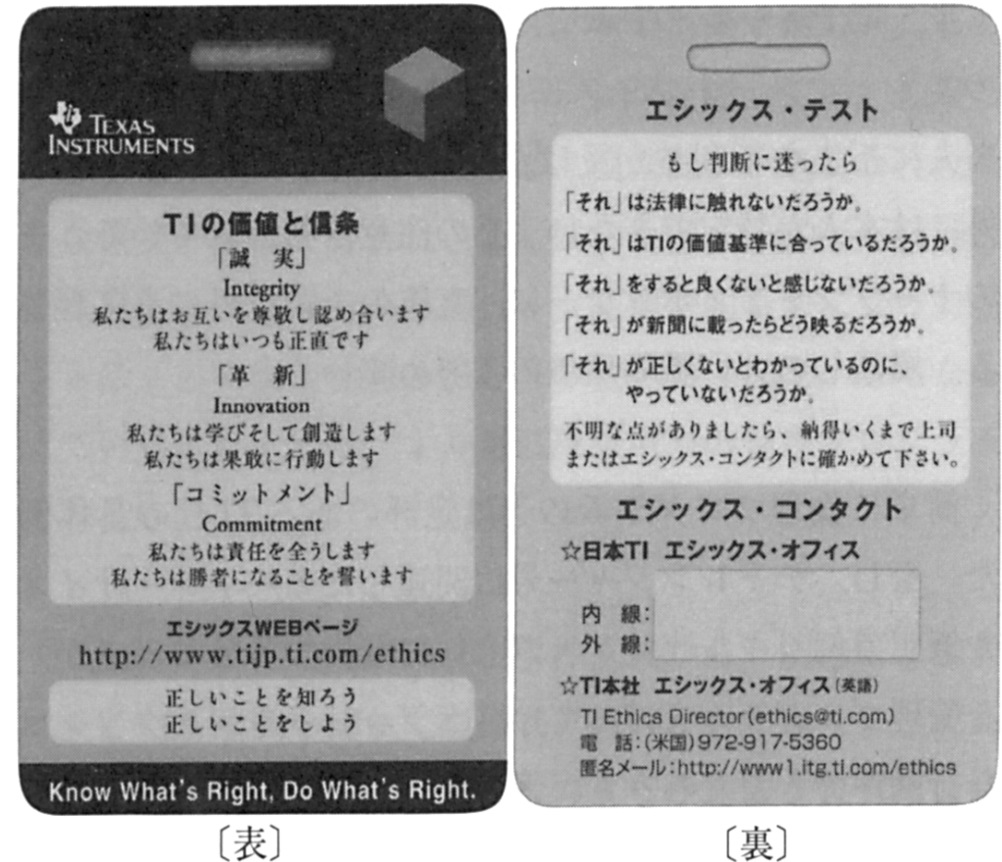 TEXAS
INSTRUMENTS
TIの価値と信条
「誠 実」
Integrity
私たちはお互いを尊敬し認め合います
私たちはいつも正直です
「革 新」
Innovation
私たちは学びそして創造します
私たちは果敢に行動します
「コミットメント」
Commitment
私たちは責任を全うします
私たちは勝者になることを誓います
エシックスWEBページ
http://www.tijp.ti.com/ethics
正しいことを知ろう
正しいことをしよう
Know What's Right, Do What's Right.
〔表〕
エシックス・テスト
もし判断に迷ったら
「それ」は法律に触れないだろうか。
「それ」はTIの価値基準に合っているだろうか。
「それ」をすると良くないと感じないだろうか。
「それ」が新聞に載ったらどう映るだろうか。
「それ」が正しくないとわかっているのに、
やっていないだろうか。
不明な点がありましたら、納得いくまで上司
またはエシックス・コンタクトに確かめて下さい。
エシックス・コンタクト
☆日本TI エシックス・オフィス
内 線:
外 線:
☆TI本社 エシックス・オフィス(英語)
TI Ethics Director(ethics@ti.com)
電 話:(米国)972-917-5360
匿名メール:http://www1.itg.ti.com/ethics
〔裏〕